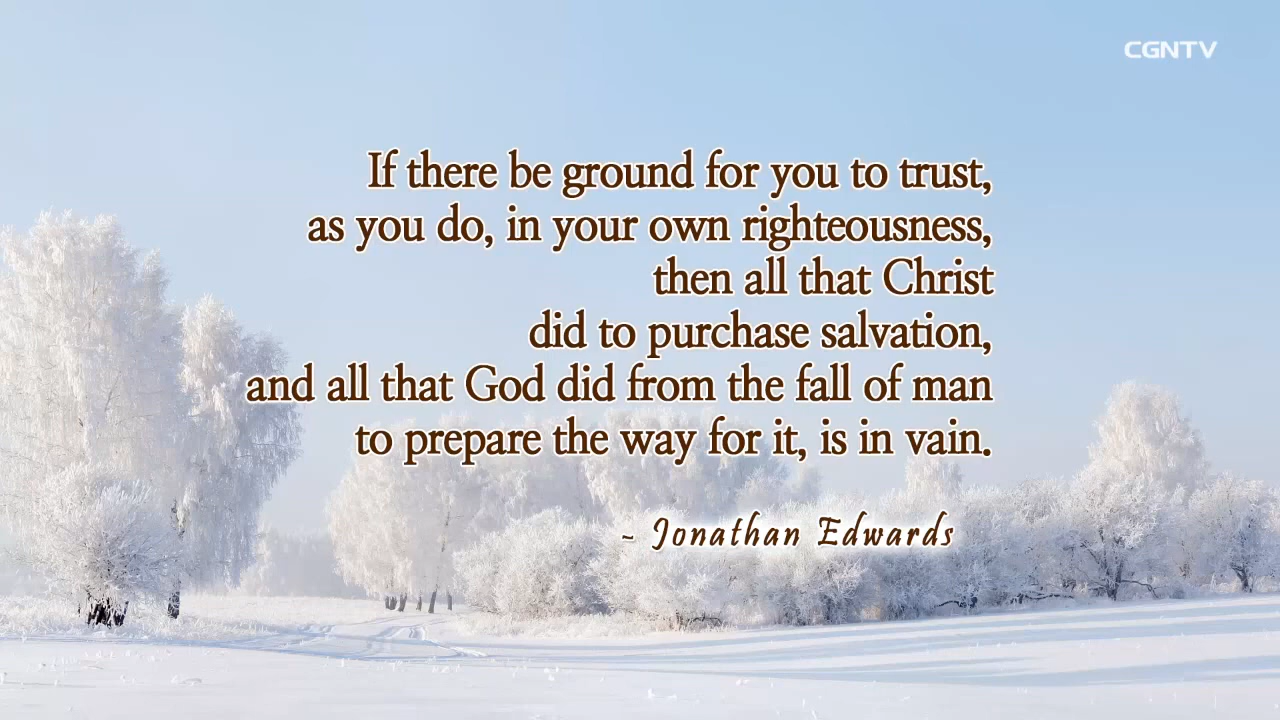 CGNTV
If there be ground for you to trust,
as you do, in your own righteousness,
then all that Christ
did to purchase salvation,
and all that God did from the fall of man
to prepare the way for it, is in vain.
~ Jonathan Edwards